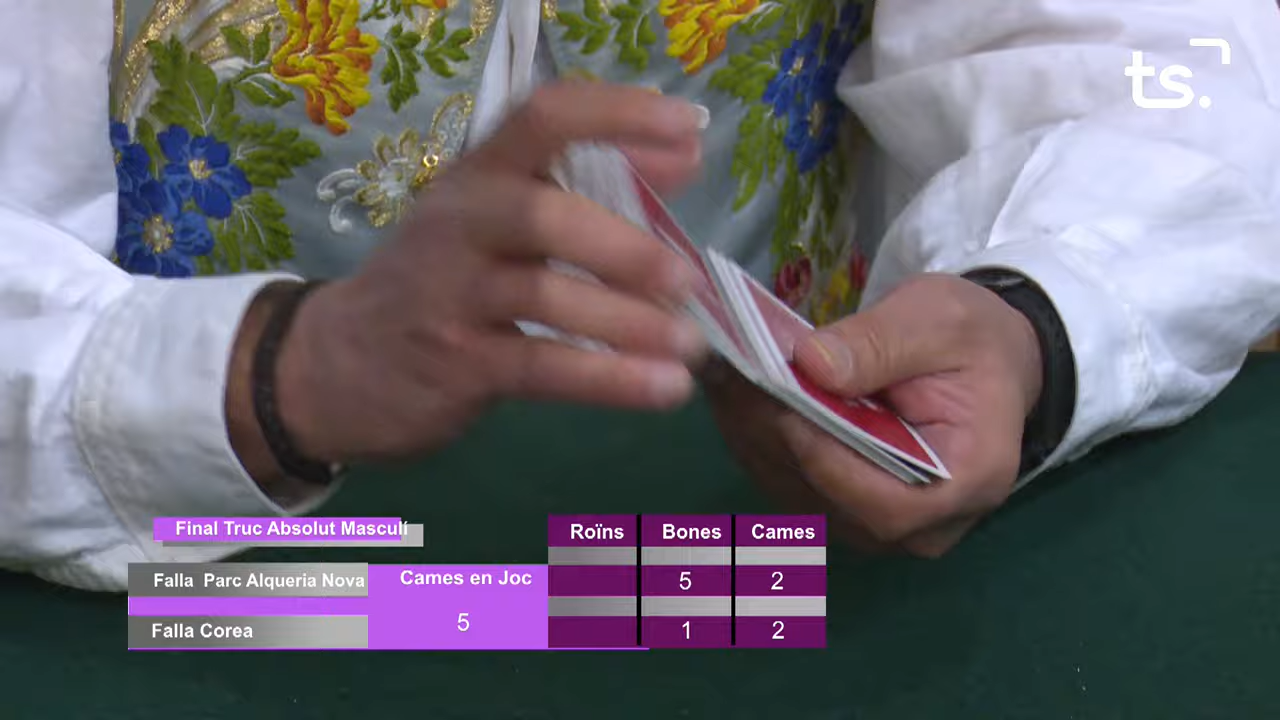 ts.
Final Truc Absolut Masculí
Roïns Bones Cames
Falla Parc Alqueria Nova
Cames en Joc
5 2
5
Falla Corea
1 2